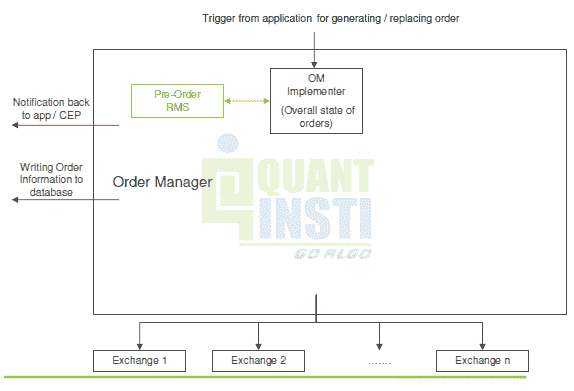 Trigger from application for generating / replacing order
OM
Implementer
(Overall state of
orders)
Pre-Order
RMS
Notification back
to app / CEP
Writing Order
Information to
database
Order Manager
QUANT
INSTI
GO ALGO
Exchange 1
Exchange 2
.......
Exchange n